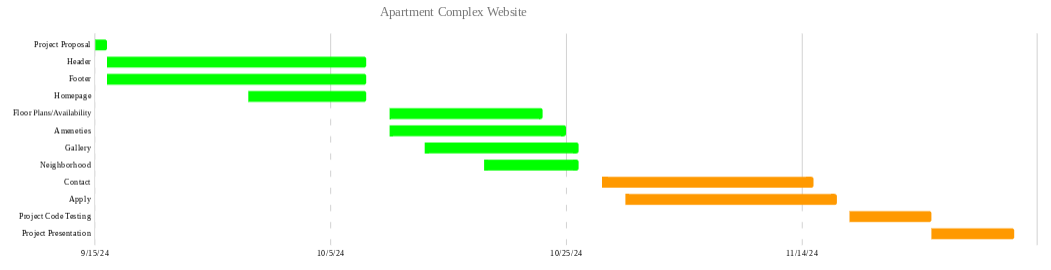 Apartment Complex Website
Project Proposal
Header
Footer
Homepage
Floor Plans/Availability
Ameneties
Gallery
Neighborhood
Contact
Apply
Project Code Testing
Project Presentation
9/15/24 10/5/24 10/25/24 11/14/24